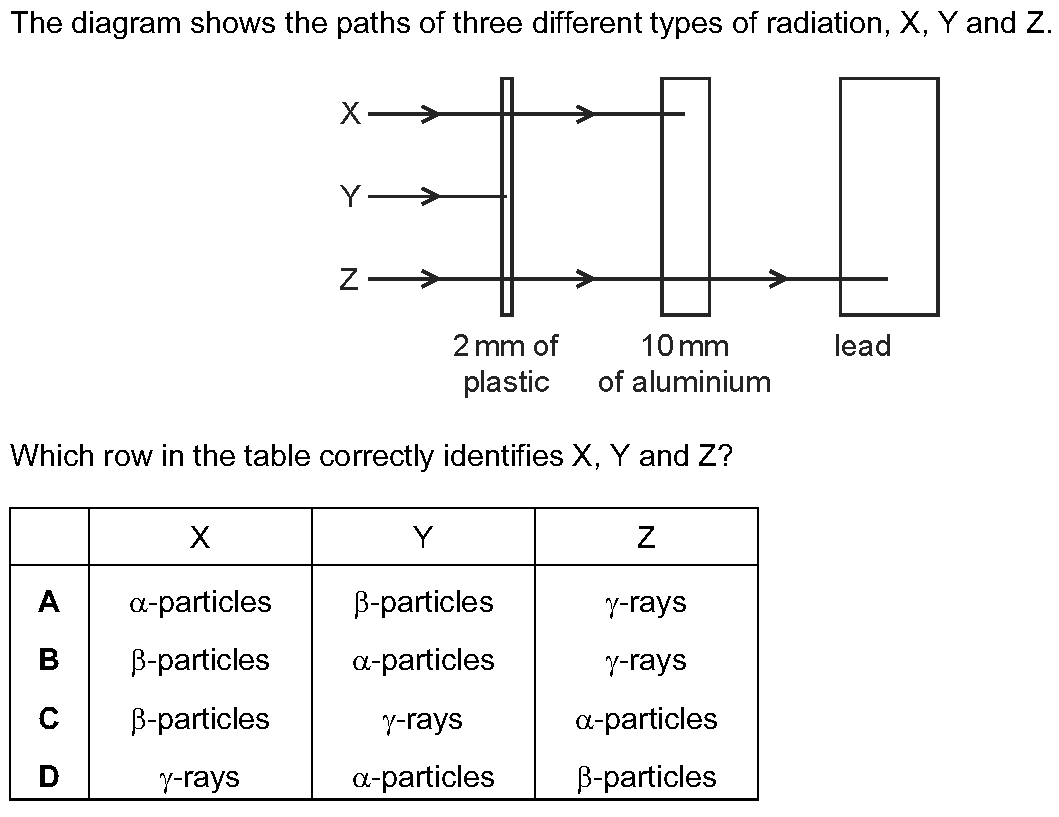 The diagram shows the paths of three different types of radiation, X, Y and Z.
X
Y
Z
2 mm of plastic
10 mm of aluminium
lead
Which row in the table correctly identifies X, Y and Z?
X Y Z
A α-particles β-particles γ-rays
B β-particles α-particles γ-rays
C β-particles γ-rays α-particles
D γ-rays α-particles β-particles